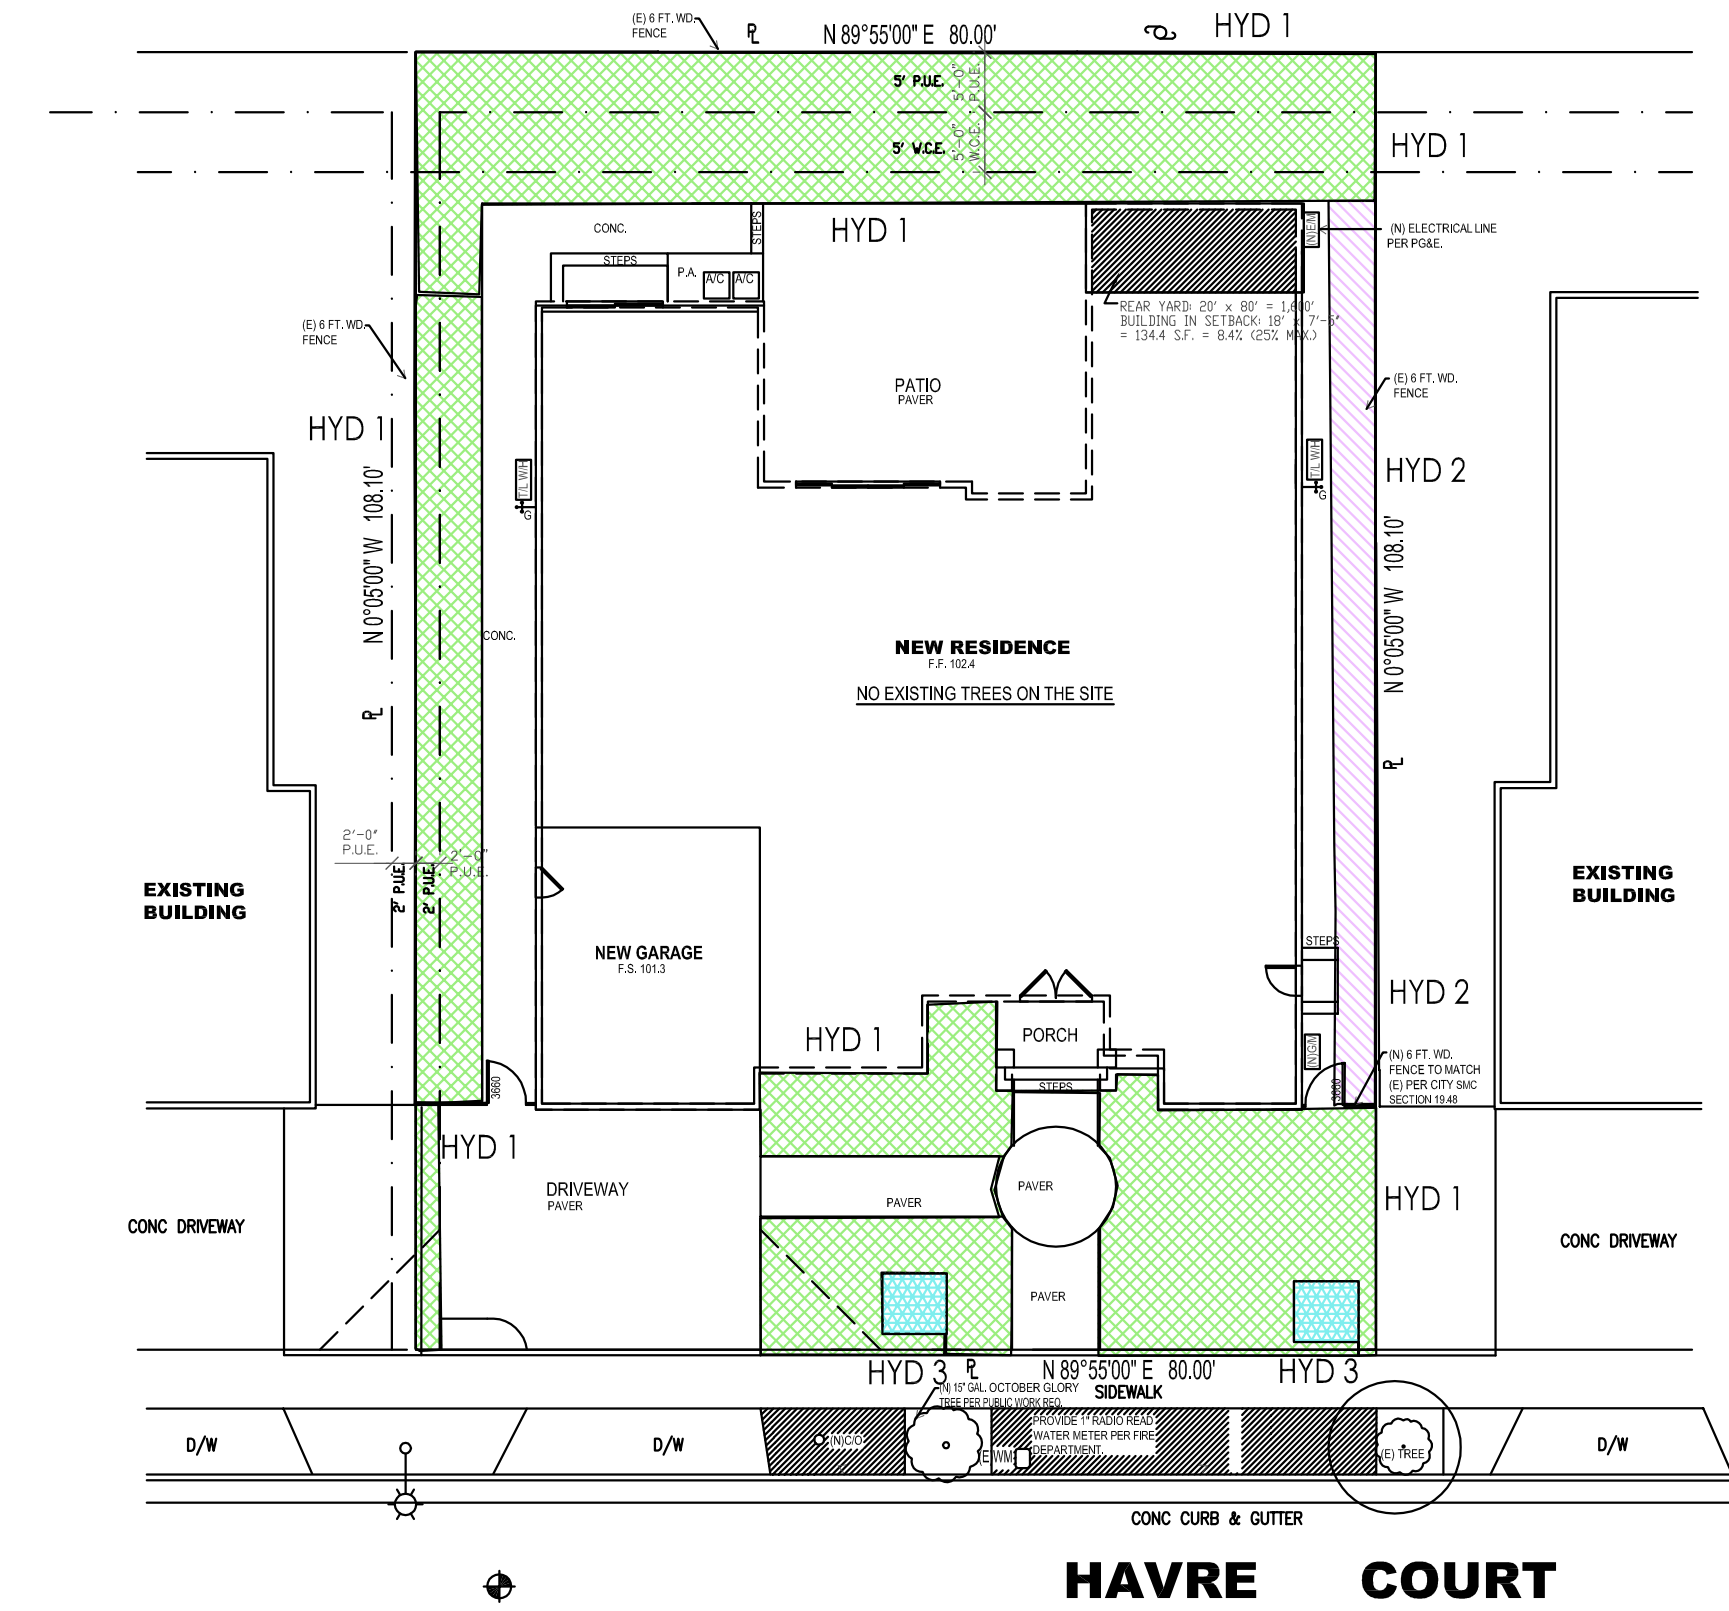 (E) 6 FT. WD.
FENCE
N 89°55'00" E 80.00'
HYD 1
5' P.U.E.
5'-0"
P.U.E.
5' W.C.E.
5'-0"
W.C.E.
HYD 1
CONC.
STEPS
HYD 1
(N)E/M
(N) ELECTRICAL LINE
PER PG&E.
STEPS
P.A.
A/C
A/C
REAR YARD: 20' x 80' = 1,600'
BUILDING IN SETBACK: 18' x 7'-5"
= 134.4 S.F. = 8.4% (25% MAX.)
(E) 6 FT. WD.
FENCE
PATIO
PAVER
(E) 6 FT. WD.
FENCE
HYD 1
T/L W/H
G
T/L W/H
G
HYD 2
N 0°05'00" W 108.10'
N 0°05'00" W 108.10'
CONC.
NEW RESIDENCE
F.F. 102.4
NO EXISTING TREES ON THE SITE
2'-0"
P.U.E.
2'-0"
P.U.E.
2' P.U.E.
2' P.U.E.
EXISTING
BUILDING
EXISTING
BUILDING
NEW GARAGE
F.S. 101.3
STEPS
HYD 2
HYD 1
PORCH
(N)G/M
(N) 6 FT. WD.
FENCE TO MATCH
(E) PER CITY SMC
SECTION 19.48
3660
STEPS
3660
HYD 1
DRIVEWAY
PAVER
PAVER
PAVER
HYD 1
CONC DRIVEWAY
CONC DRIVEWAY
PAVER
HYD 3
N 89°55'00" E 80.00'
HYD 3
(N) 15" GAL. OCTOBER GLORY
TREE PER PUBLIC WORK REQ.
SIDEWALK
PROVIDE 1" RADIO READ
WATER METER PER FIRE
DEPARTMENT.
D/W
D/W
(N)C/O
(E)WM
(E) TREE
D/W
CONC CURB & GUTTER
HAVRE COURT